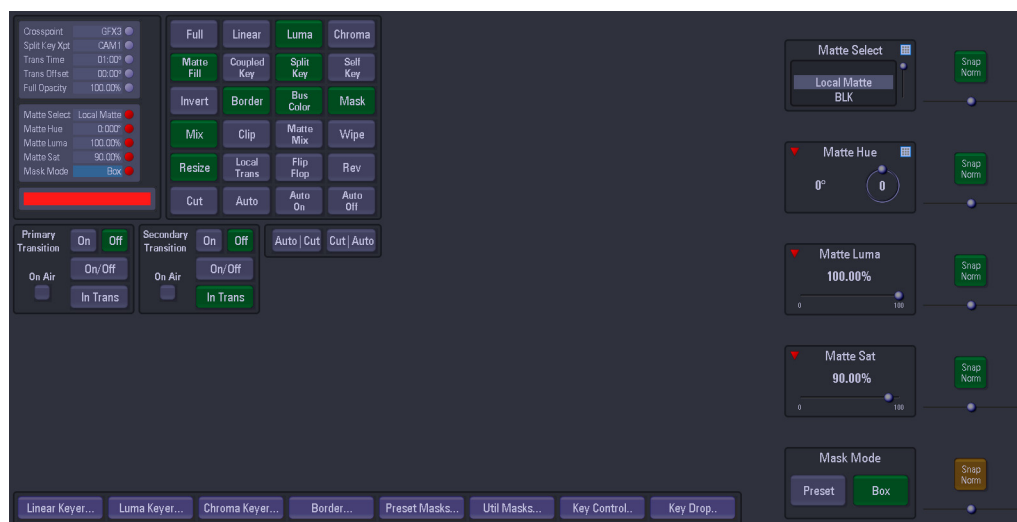 Crosspoint GFX3
Split Key Xpt CAM1
Trans Time 01:00°
Trans Offset 00:00°
Full Opacity 100.00%
Matte Select Local Matte
Matte Hue 0.000°
Matte Luma 100.00%
Matte Sat 90.00%
Mask Mode Box
Full Linear Luma Chroma
Matte Fill Coupled Key Split Key Self Key
Invert Border Bus Color Mask
Mix Clip Matte Mix Wipe
Resize Local Trans Flip Flop Rev
Cut Auto Auto On Auto Off
Primary Transition On Off
On/Off
On Air
In Trans
Secondary Transition On Off
On/Off
On Air
In Trans
Auto|Cut Cut|Auto
Matte Select
Local Matte
BLK
Snap Norm
Matte Hue
0° 0
Snap Norm
Matte Luma
100.00%
0 100
Snap Norm
Matte Sat
90.00%
0 100
Snap Norm
Mask Mode
Preset Box
Snap Norm
Linear Keyer... Luma Keyer... Chroma Keyer... Border... Preset Masks... Util Masks... Key Control.. Key Drop..